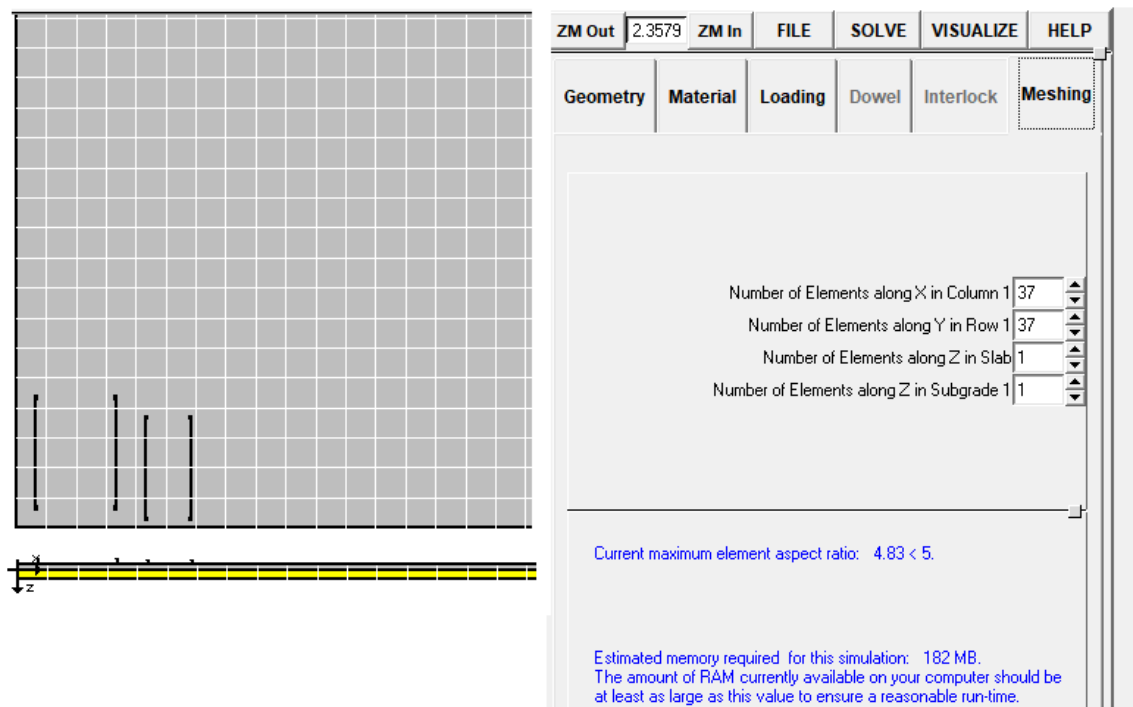 ZM Out 2.3579 ZM In FILE SOLVE VISUALIZE HELP
Geometry Material Loading Dowel Interlock Meshing
Number of Elements along X in Column 1 37
Number of Elements along Y in Row 1 37
Number of Elements along Z in Slab 1
Number of Elements along Z in Subgrade 1 1
x
z
Current maximum element aspect ratio: 4.83 < 5.
Estimated memory required for this simulation: 182 MB.
The amount of RAM currently available on your computer should be
at least as large as this value to ensure a reasonable run-time.